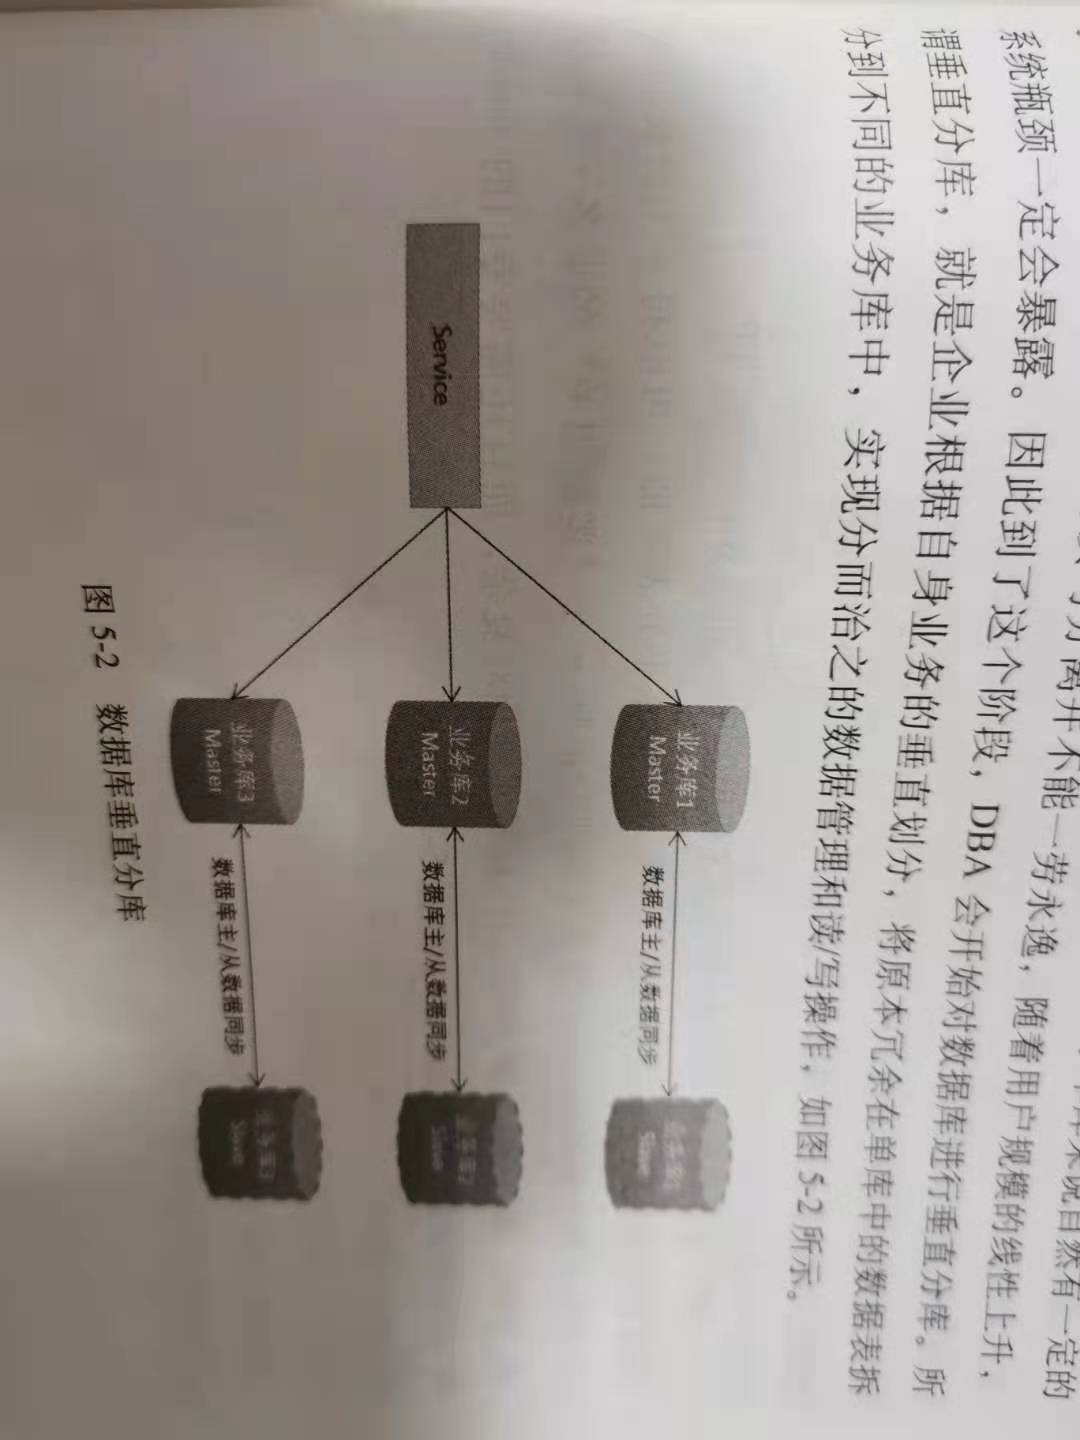 分离并不能一劳永逸，随着用户规模的线性上升，
来说自然有一定的
系统瓶颈一定会暴露。因此到了这个阶段，DBA 会开始对数据库进行垂直分库。所
谓垂直分库，就是企业根据自身业务的垂直划分，将原本冗余在单库中的数据表拆
分到不同的业务库中，实现分而治之的数据管理和读/写操作，如图 5-2 所示。
业务库1
Master
数据库主/从数据同步
业务库1
Slave
Service
业务库2
Master
数据库主/从数据同步
业务库2
Slave
业务库3
Master
数据库主/从数据同步
业务库3
Slave
图 5-2 数据库垂直分库